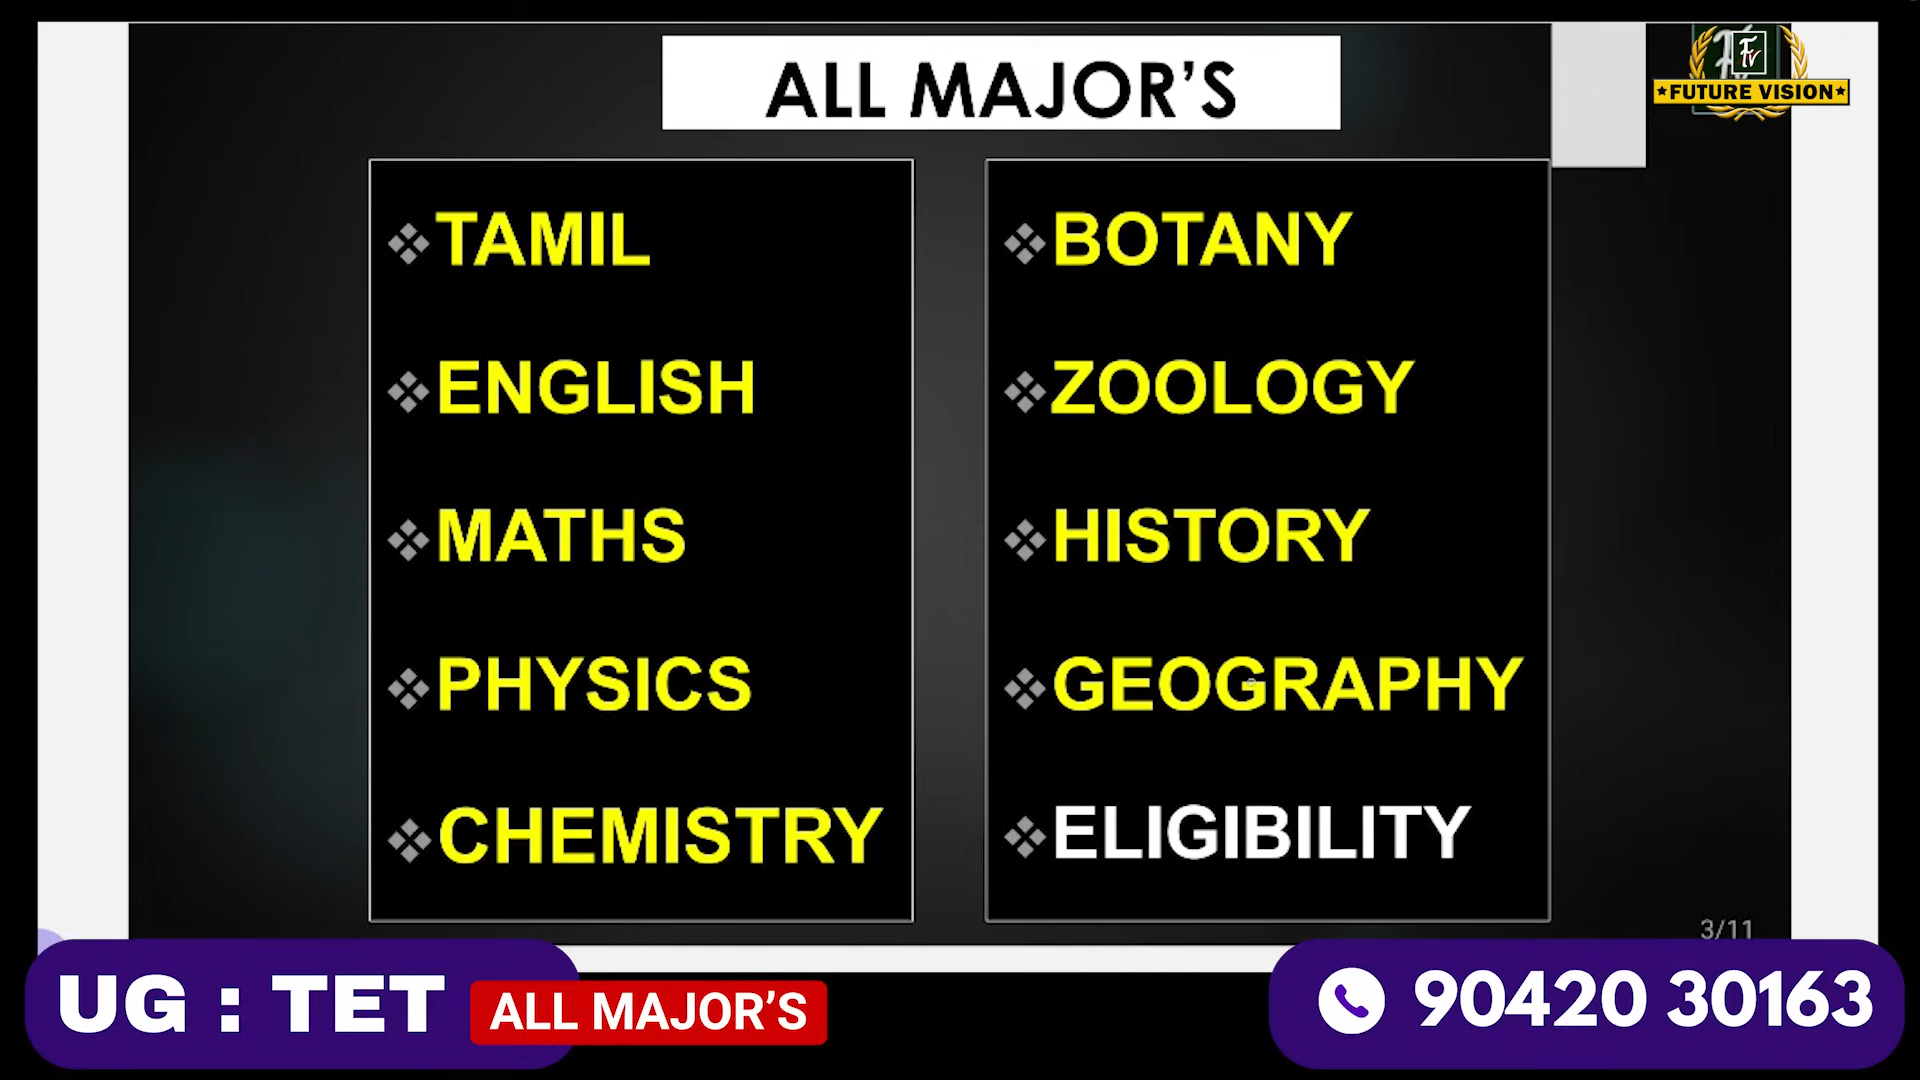 ALL MAJOR'S
FV
★FUTURE VISION★
TAMIL
ENGLISH
MATHS
PHYSICS
CHEMISTRY
BOTANY
ZOOLOGY
HISTORY
GEOGRAPHY
ELIGIBILITY
3/11
UG : TET
ALL MAJOR'S
90420 30163